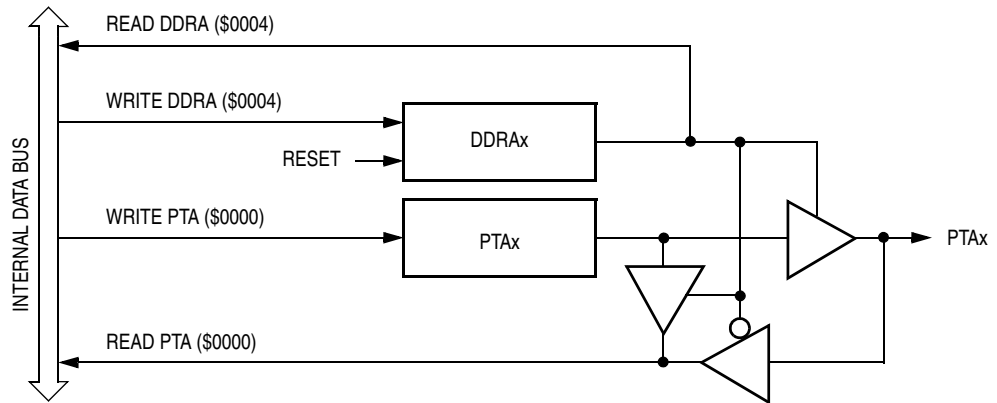 READ DDRA ($0004)
WRITE DDRA ($0004)
DDRAx
RESET
WRITE PTA ($0000)
PTAx
PTAx
INTERNAL DATA BUS
READ PTA ($0000)